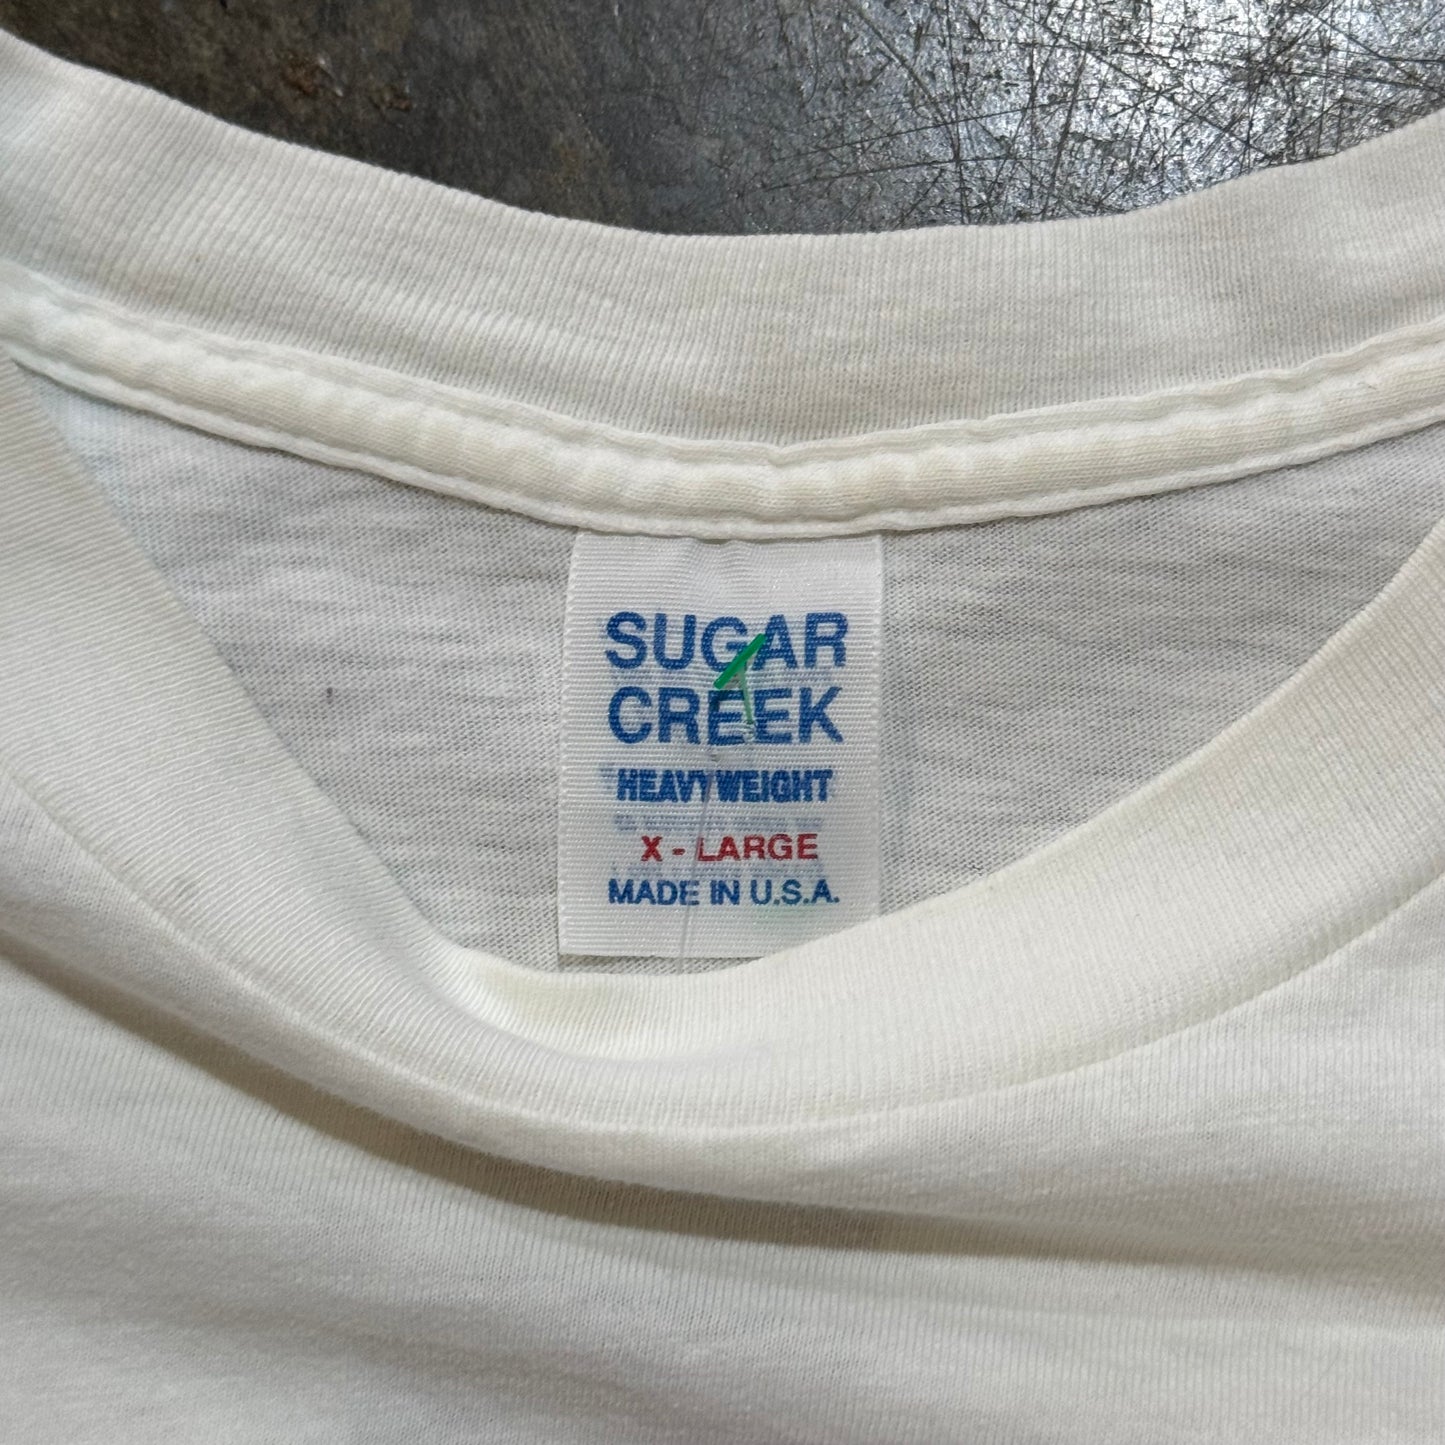 SUGAR
CREEK
HEAVYWEIGHT
X - LARGE
MADE IN U.S.A.